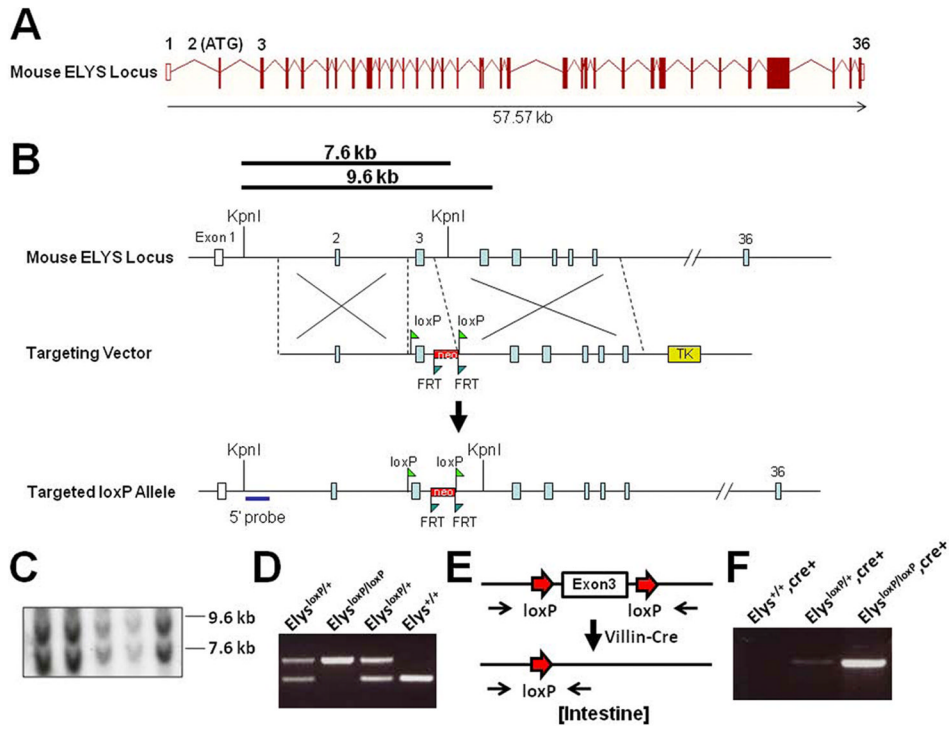 A
1 2 (ATG) 3 36
Mouse ELYS Locus
57.57 kb
B
7.6 kb
9.6 kb
KpnI KpnI
Exon 1 2 3 36
Mouse ELYS Locus
loxP loxP
Targeting Vector neo TK
FRT FRT
KpnI loxP loxP KpnI
36
Targeted loxP Allele neo
5' probe FRT FRT
C
9.6 kb
7.6 kb
D
Elys^loxP/+ Elys^loxP/loxP Elys^loxP/+ Elys^+/+
E
Exon3
loxP loxP
Villin-Cre
loxP
[Intestine]
F
Elys^+/+,cre+ Elys^loxP/+,cre+ Elys^loxP/loxP,cre+